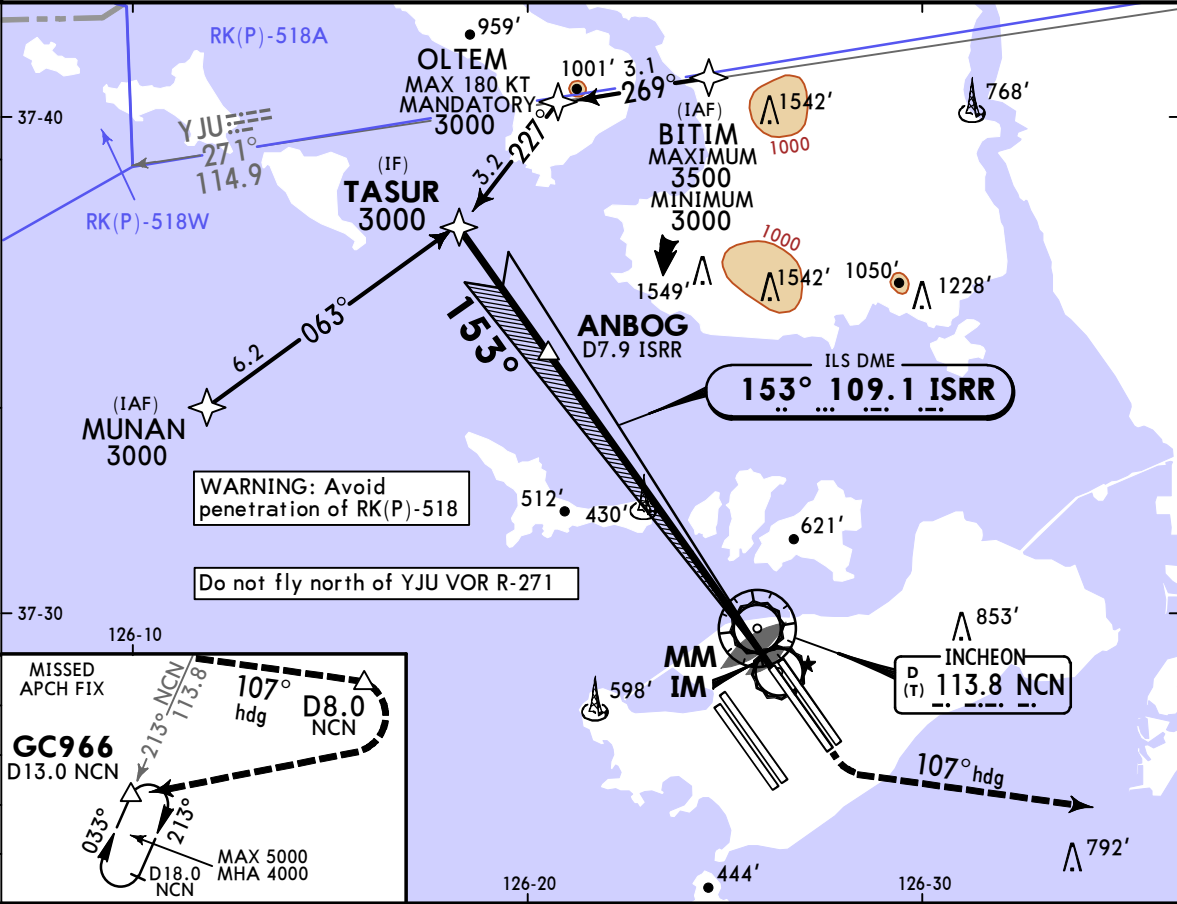 959'
RK(P)-518A
OLTEM
MAX 180 KT
MANDATORY
3000
1001'
3.1
269°
(IAF)
BITIM
MAXIMUM
3500
MINIMUM
3000
1542'
1000
768'
37-40
YJU
271°
114.9
RK(P)-518W
227°
3.2
(IF)
TASUR
3000
1549'
1000
1542'
1050'
1228'
063°
6.2
153°
ANBOG
D7.9 ISRR
ILS DME
153° 109.1 ISRR
(IAF)
MUNAN
3000
WARNING: Avoid
penetration of RK(P)-518
512'
430'
621'
Do not fly north of YJU VOR R-271
37-30
126-10
853'
MM
IM
INCHEON
D
(T)
113.8 NCN
598'
MISSED
APCH FIX
213° NCN
113.8
107°
hdg
D8.0
NCN
GC966
D13.0 NCN
033°
213°
MAX 5000
MHA 4000
D18.0
NCN
107° hdg
792'
444'
126-20
126-30